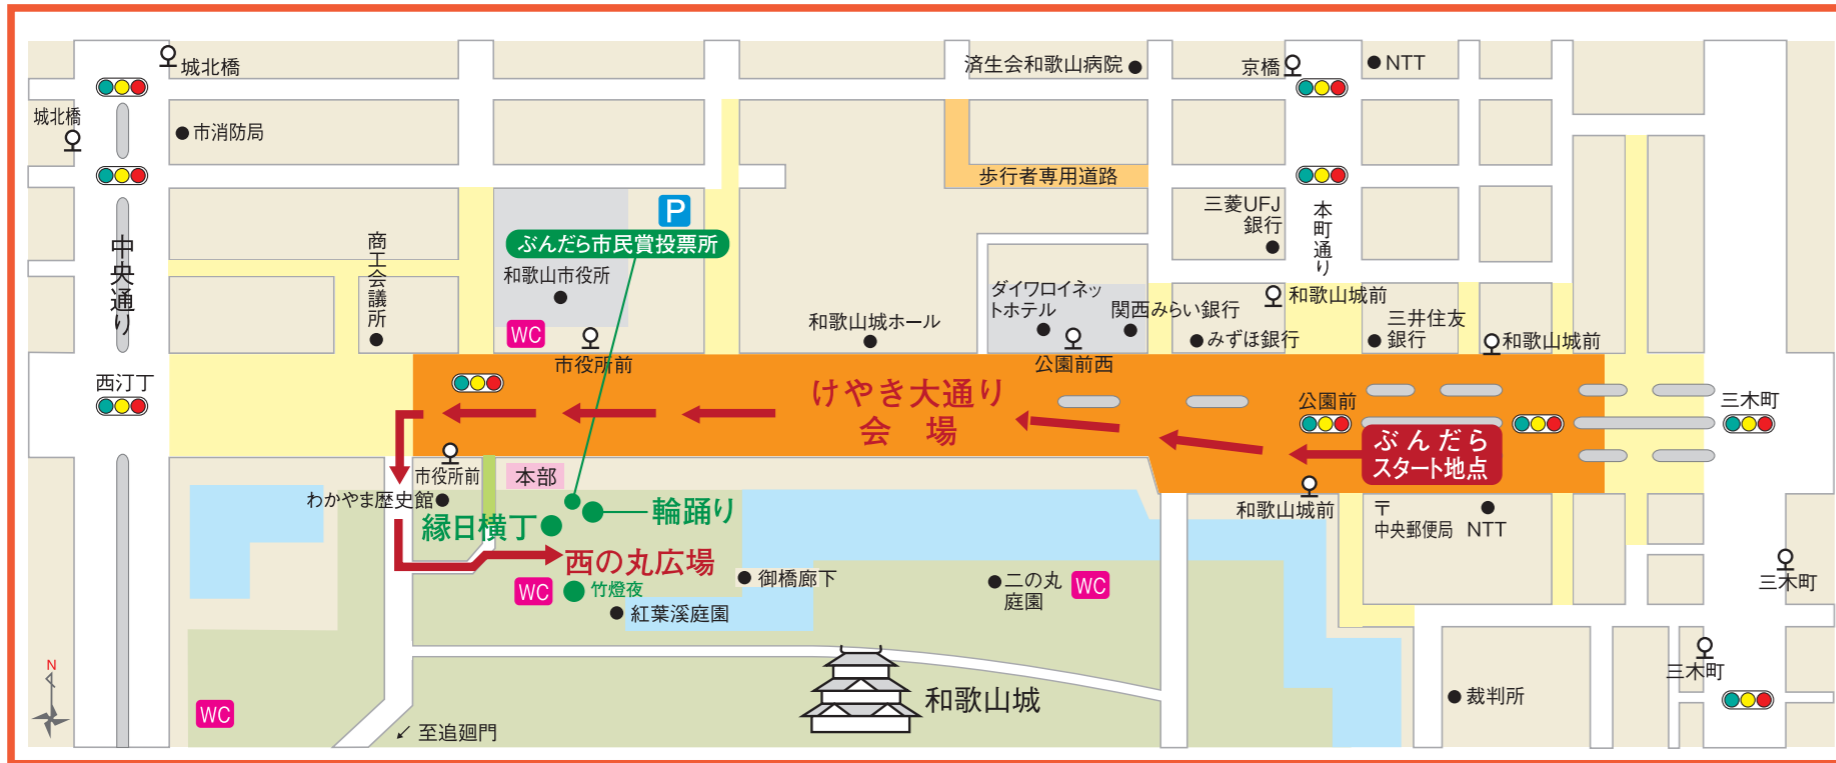 城北橋
済生会和歌山病院
京橋
NTT
城北橋
市消防局
歩行者専用道路
三菱UFJ
銀行
本町通り
P
ぶんだら市民賞投票所
中央通り
商工会議所
和歌山市役所
WC
市役所前
和歌山城ホール
ダイワロイネッ
トホテル
関西みらい銀行
公園前西
みずほ銀行
和歌山城前
三井住友
銀行
和歌山城前
西汀丁
けやき大通り
会 場
公園前
三木町
ぶんだら
スタート地点
市役所前
本部
わかやま歴史館
縁日横丁
輪踊り
和歌山城前
〒
中央郵便局
NTT
西の丸広場
WC
竹燈夜
御橋廊下
二の丸
庭園
WC
三木町
紅葉溪庭園
N
三木町
WC
和歌山城
裁判所
至追廻門